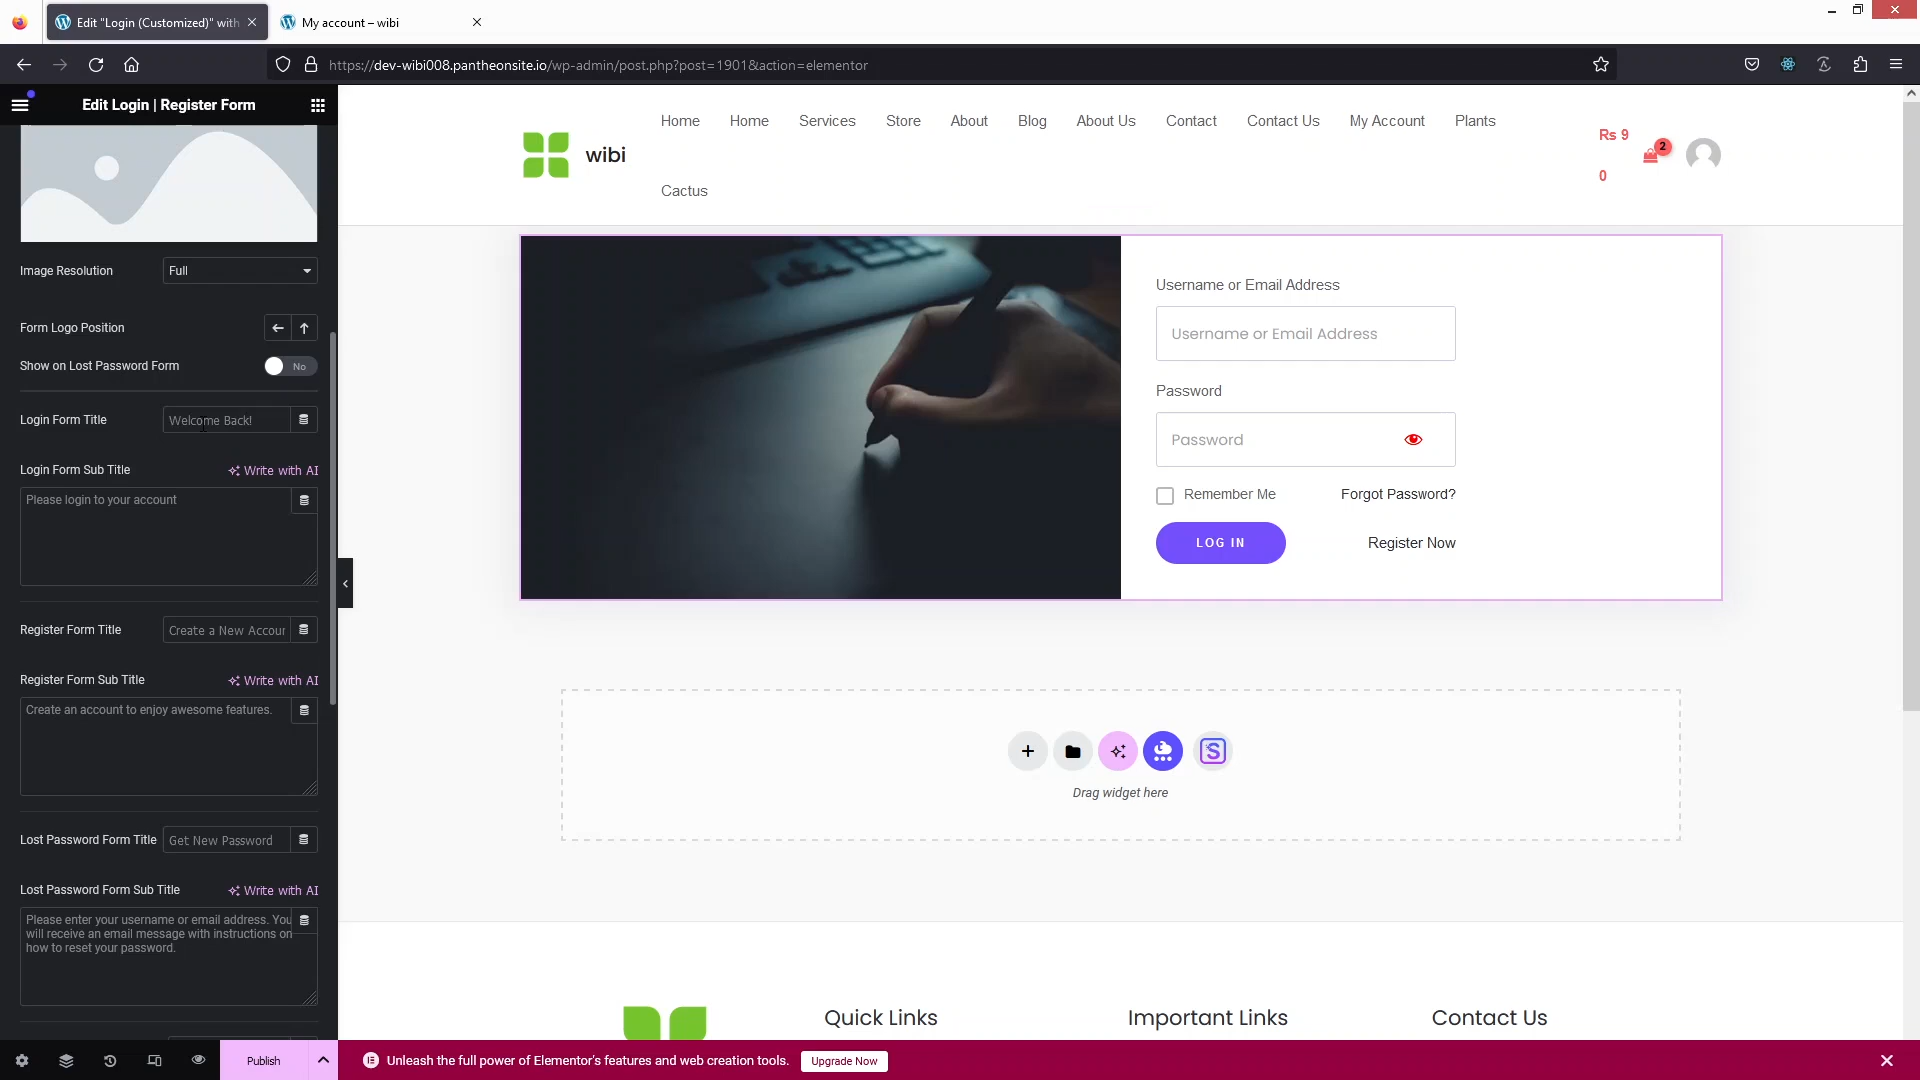 Edit "Login (Customized)" with
My account – wibi
https://dev-wibi008.pantheonsite.io/wp-admin/post.php?post=1901&action=elementor
Edit Login | Register Form
Image Resolution
Full
Form Logo Position
Show on Lost Password Form
No
Login Form Title
Welcome Back!
Login Form Sub Title
Write with AI
Please login to your account
Register Form Title
Create a New Accour
Register Form Sub Title
Write with AI
Create an account to enjoy awesome features.
Lost Password Form Title
Get New Password
Lost Password Form Sub Title
Write with AI
Please enter your username or email address. You
will receive an email message with instructions on
how to reset your password.
Publish
wibi
Home
Home
Services
Store
About
Blog
About Us
Contact
Contact Us
My Account
Plants
Cactus
Rs 9
0
2
Username or Email Address
Username or Email Address
Password
Password
Remember Me
Forgot Password?
LOG IN
Register Now
S
Drag widget here
Quick Links
Important Links
Contact Us
Unleash the full power of Elementor's features and web creation tools.
Upgrade Now